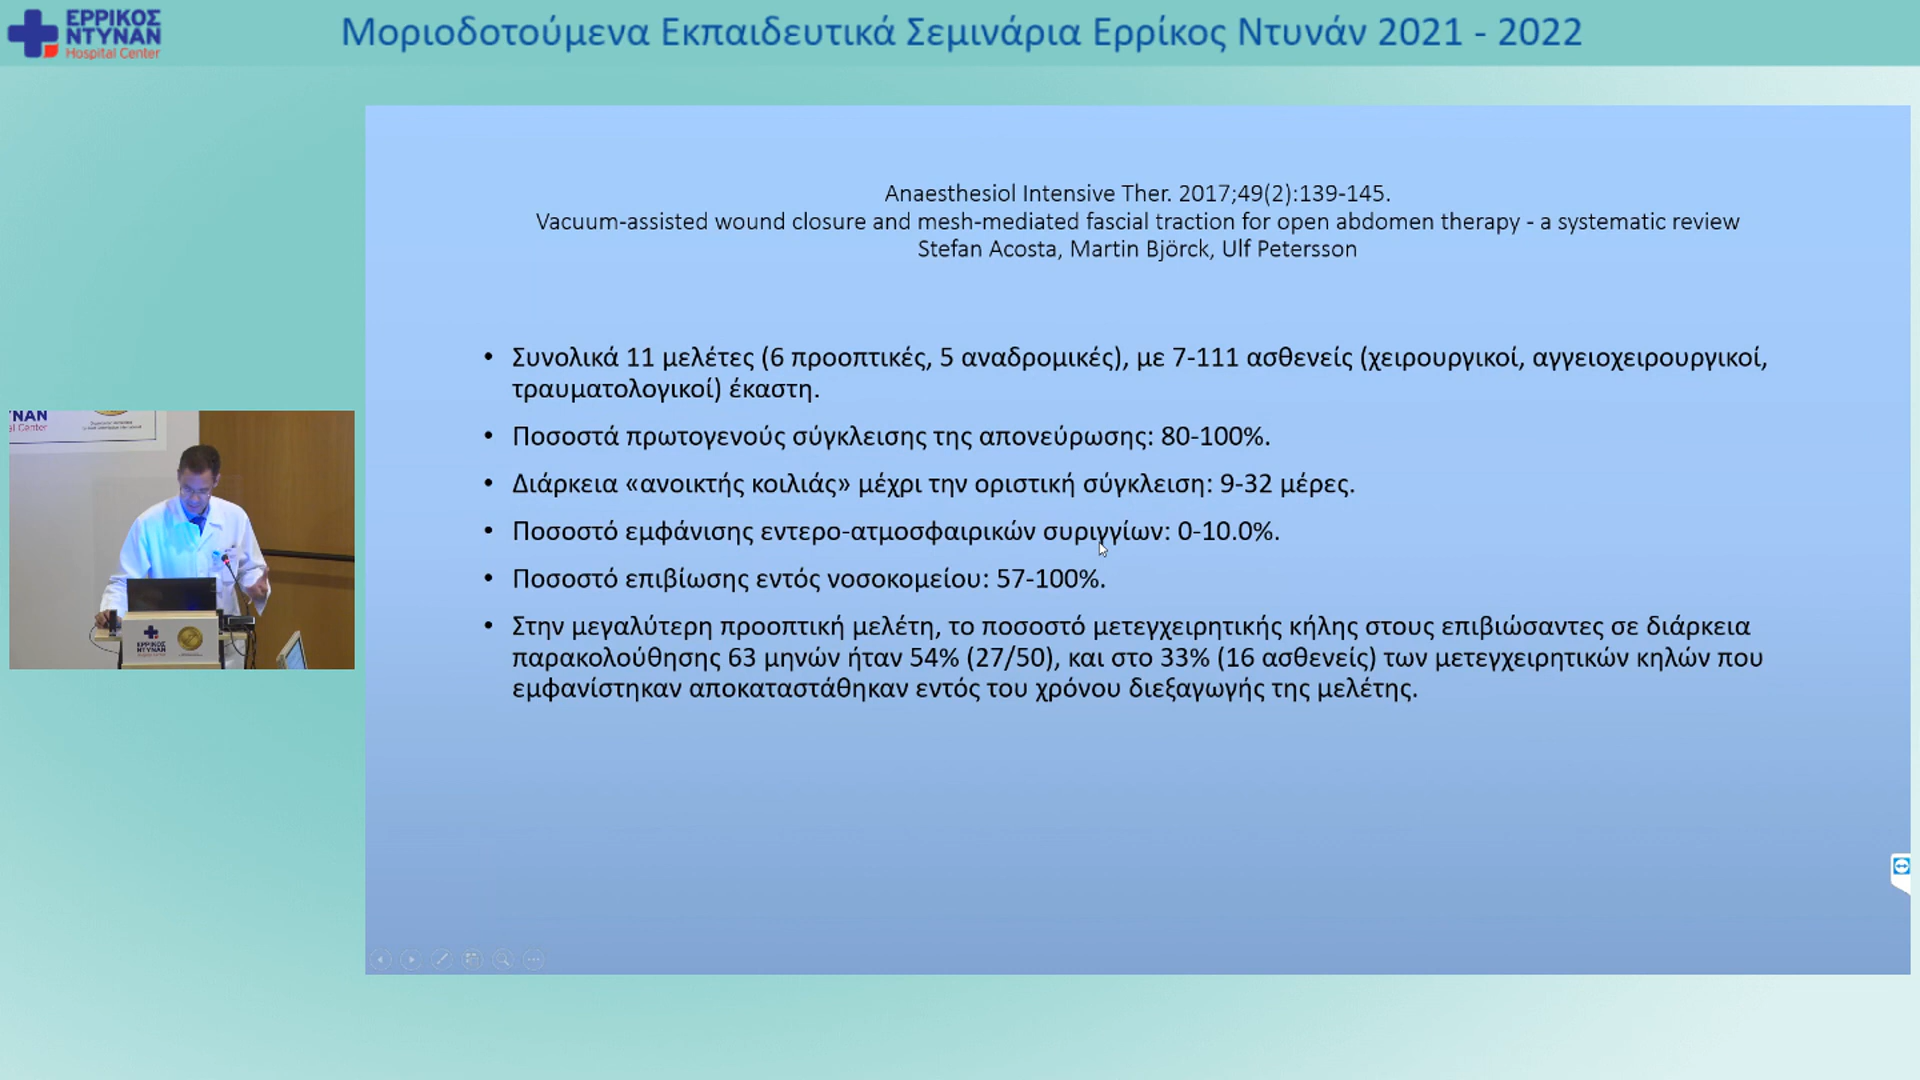 ΕΡΡΙΚΟΣ
ΝΤΥΝΑΝ
Hospital Center
Μοριοδοτούμενα Εκπαιδευτικά Σεμινάρια Ερρίκος Ντυνάν 2021 - 2022
Anaesthesiol Intensive Ther. 2017;49(2):139-145.
Vacuum-assisted wound closure and mesh-mediated fascial traction for open abdomen therapy - a systematic review
Stefan Acosta, Martin Björck, Ulf Petersson
• Συνολικά 11 μελέτες (6 προοπτικές, 5 αναδρομικές), με 7-111 ασθενείς (χειρουργικοί, αγγειοχειρουργικοί,
τραυματολογικοί) έκαστη.
• Ποσοστά πρωτογενούς σύγκλεισης της απονεύρωσης: 80-100%.
• Διάρκεια «ανοικτής κοιλιάς» μέχρι την οριστική σύγκλειση: 9-32 μέρες.
• Ποσοστό εμφάνισης εντερο-ατμοσφαιρικών συριγγίων: 0-10.0%.
• Ποσοστό επιβίωσης εντός νοσοκομείου: 57-100%.
• Στην μεγαλύτερη προοπτική μελέτη, το ποσοστό μετεγχειρητικής κήλης στους επιβιώσαντες σε διάρκεια
παρακολούθησης 63 μηνών ήταν 54% (27/50), και στο 33% (16 ασθενείς) των μετεγχειρητικών κηλών που
εμφανίστηκαν αποκαταστάθηκαν εντός του χρόνου διεξαγωγής της μελέτης.
ΝΑΝ
al Center
ΕΡΡΙΚΟΣ
ΝΤΥΝΑΝ